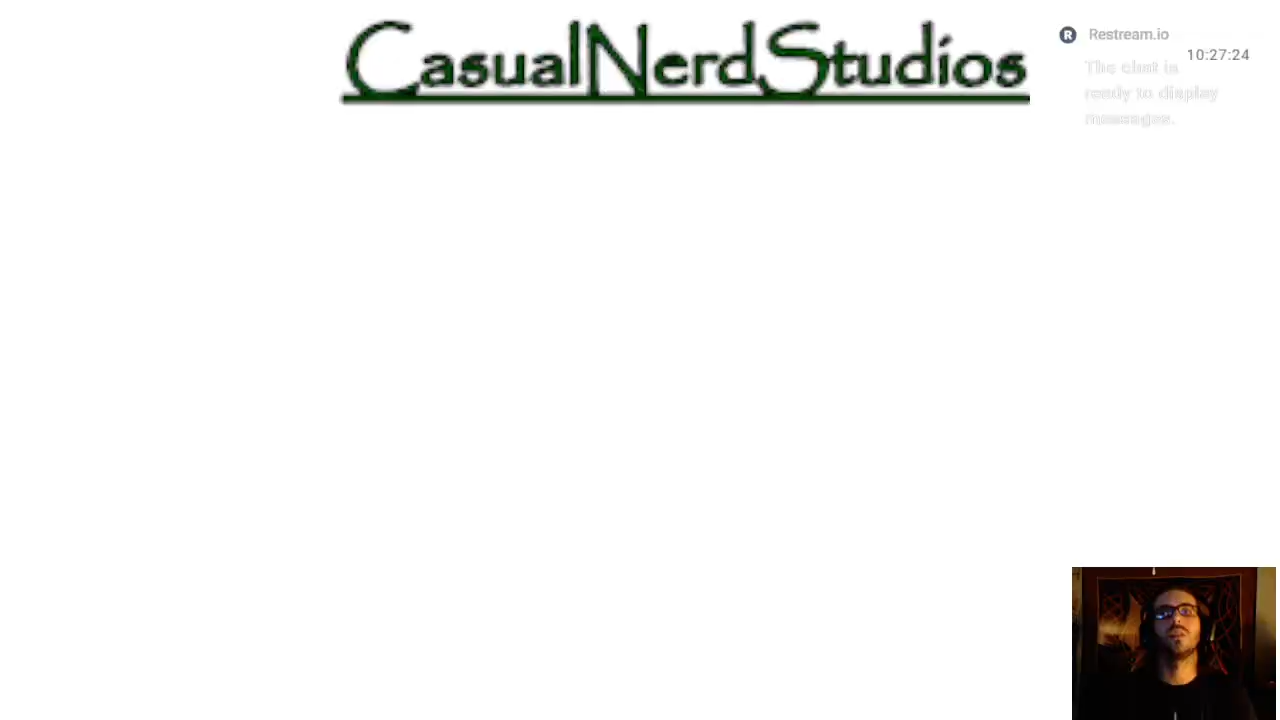 CasualNerdStudios
Restream.io
10:27:24
The chat is
ready to display
messages.